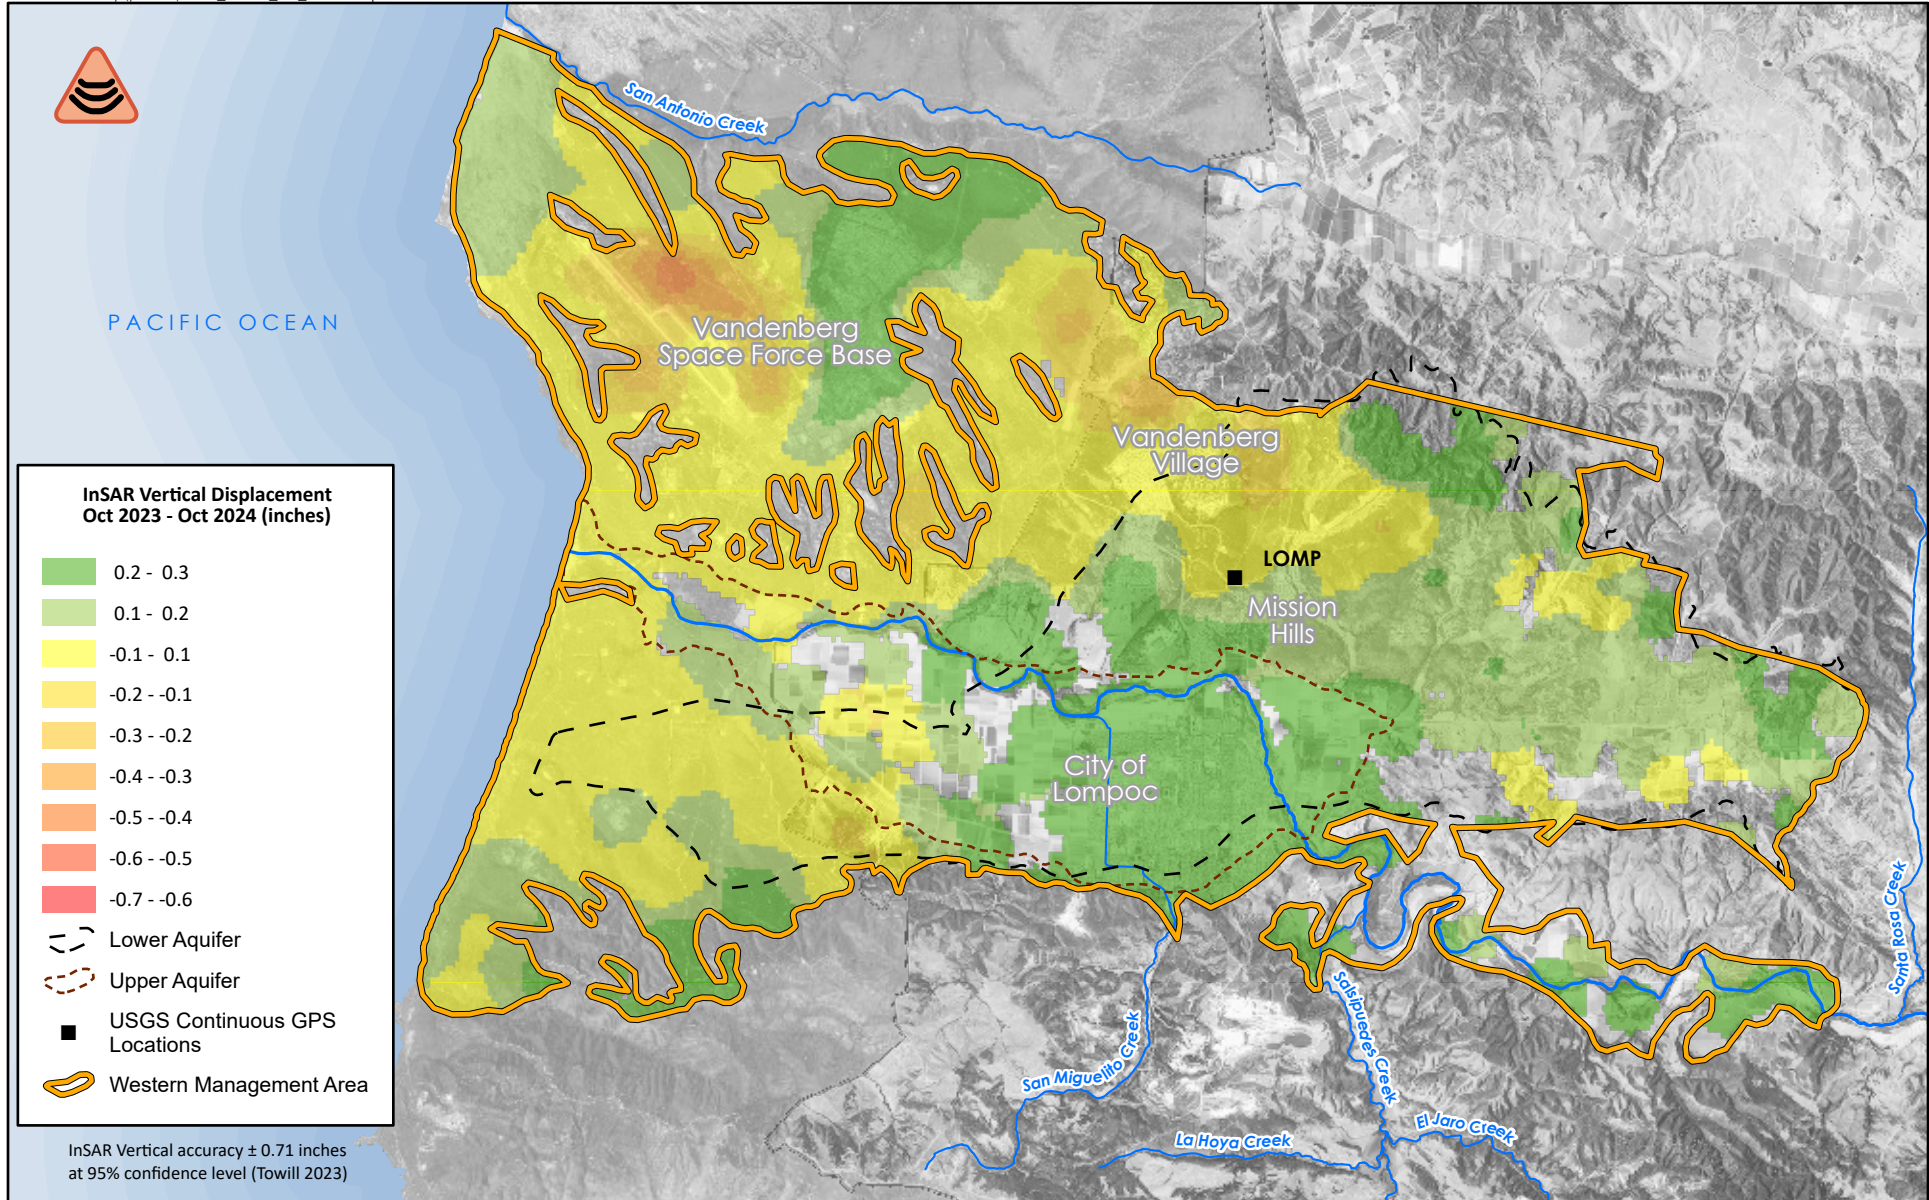 San Antonio Creek
PACIFIC OCEAN
Vandenberg
Space Force Base
Vandenberg
Village
LOMP
Mission
Hills
City of
Lompoc
Santa Rosa Creek
Salsipuedes Creek
San Miguelito Creek
La Hoya Creek
El Jaro Creek
InSAR Vertical Displacement
Oct 2023 - Oct 2024 (inches)
0.2 - 0.3
0.1 - 0.2
-0.1 - 0.1
-0.2 - -0.1
-0.3 - -0.2
-0.4 - -0.3
-0.5 - -0.4
-0.6 - -0.5
-0.7 - -0.6
Lower Aquifer
Upper Aquifer
USGS Continuous GPS
Locations
Western Management Area
InSAR Vertical accuracy ± 0.71 inches
at 95% confidence level (Towill 2023)